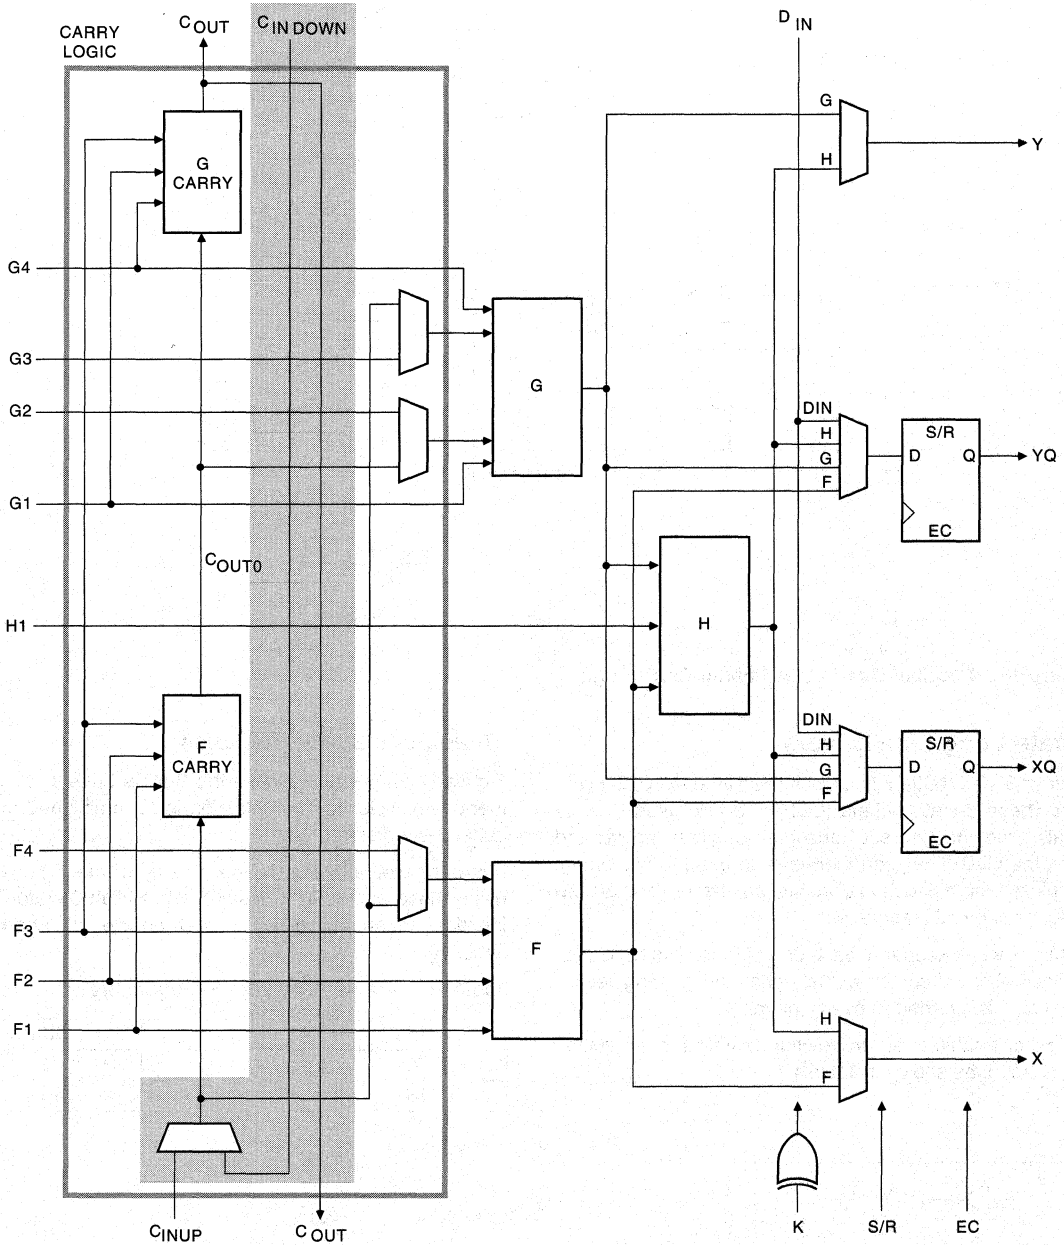 C OUT
C IN DOWN
D IN
CARRY
LOGIC
G
Y
G
CARRY
H
G4
G3
G
G2
DIN
H
G
F
S/R
D
Q
EC
YQ
G1
C OUT0
H1
H
F
CARRY
DIN
H
G
F
S/R
D
Q
EC
XQ
F4
F3
F
F2
F1
H
X
F
C INUP
C OUT
K
S/R
EC